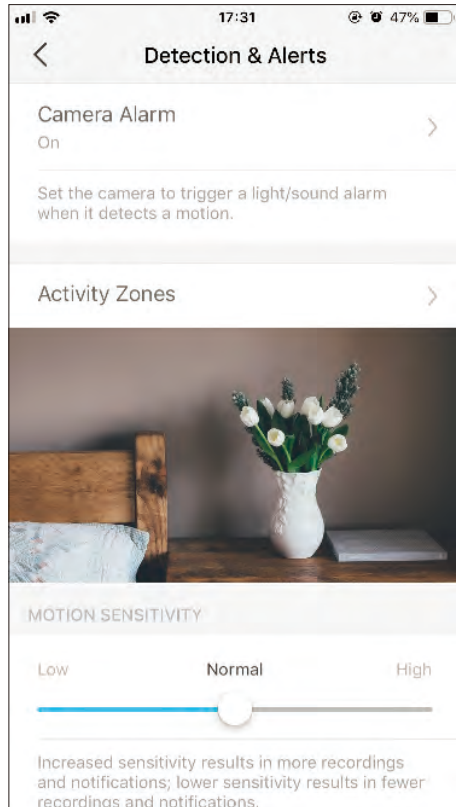 17:31 47%
Detection & Alerts
Camera Alarm
On
Set the camera to trigger a light/sound alarm
when it detects a motion.
Activity Zones
MOTION SENSITIVITY
Low Normal High
Increased sensitivity results in more recordings
and notifications; lower sensitivity results in fewer
recordings and notifications.